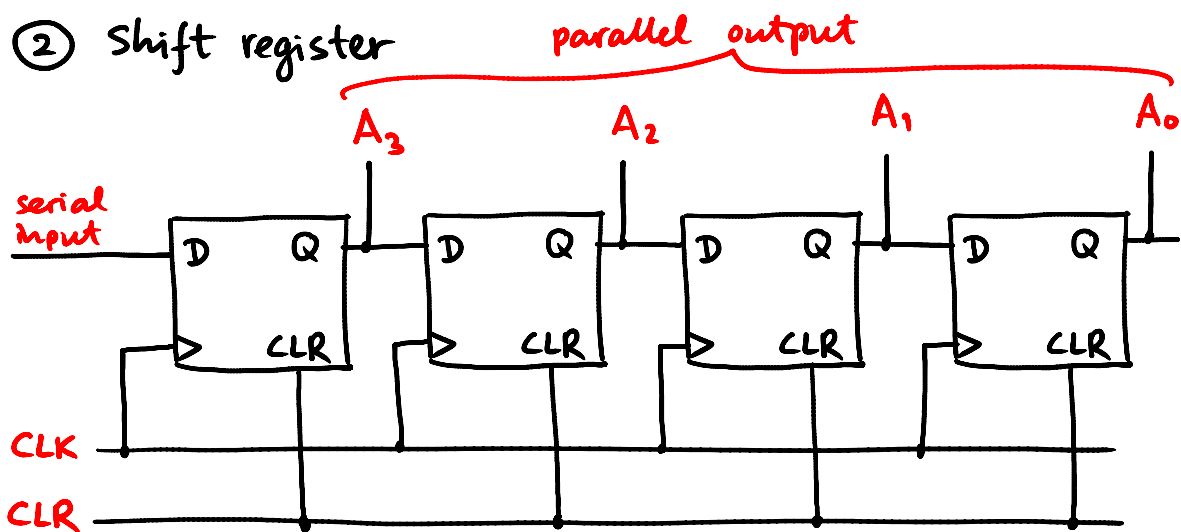 ② Shift register
parallel output
A₃ A₂ A₁ A₀
serial
input
D Q D Q D Q D Q
CLR CLR CLR CLR
CLK
CLR